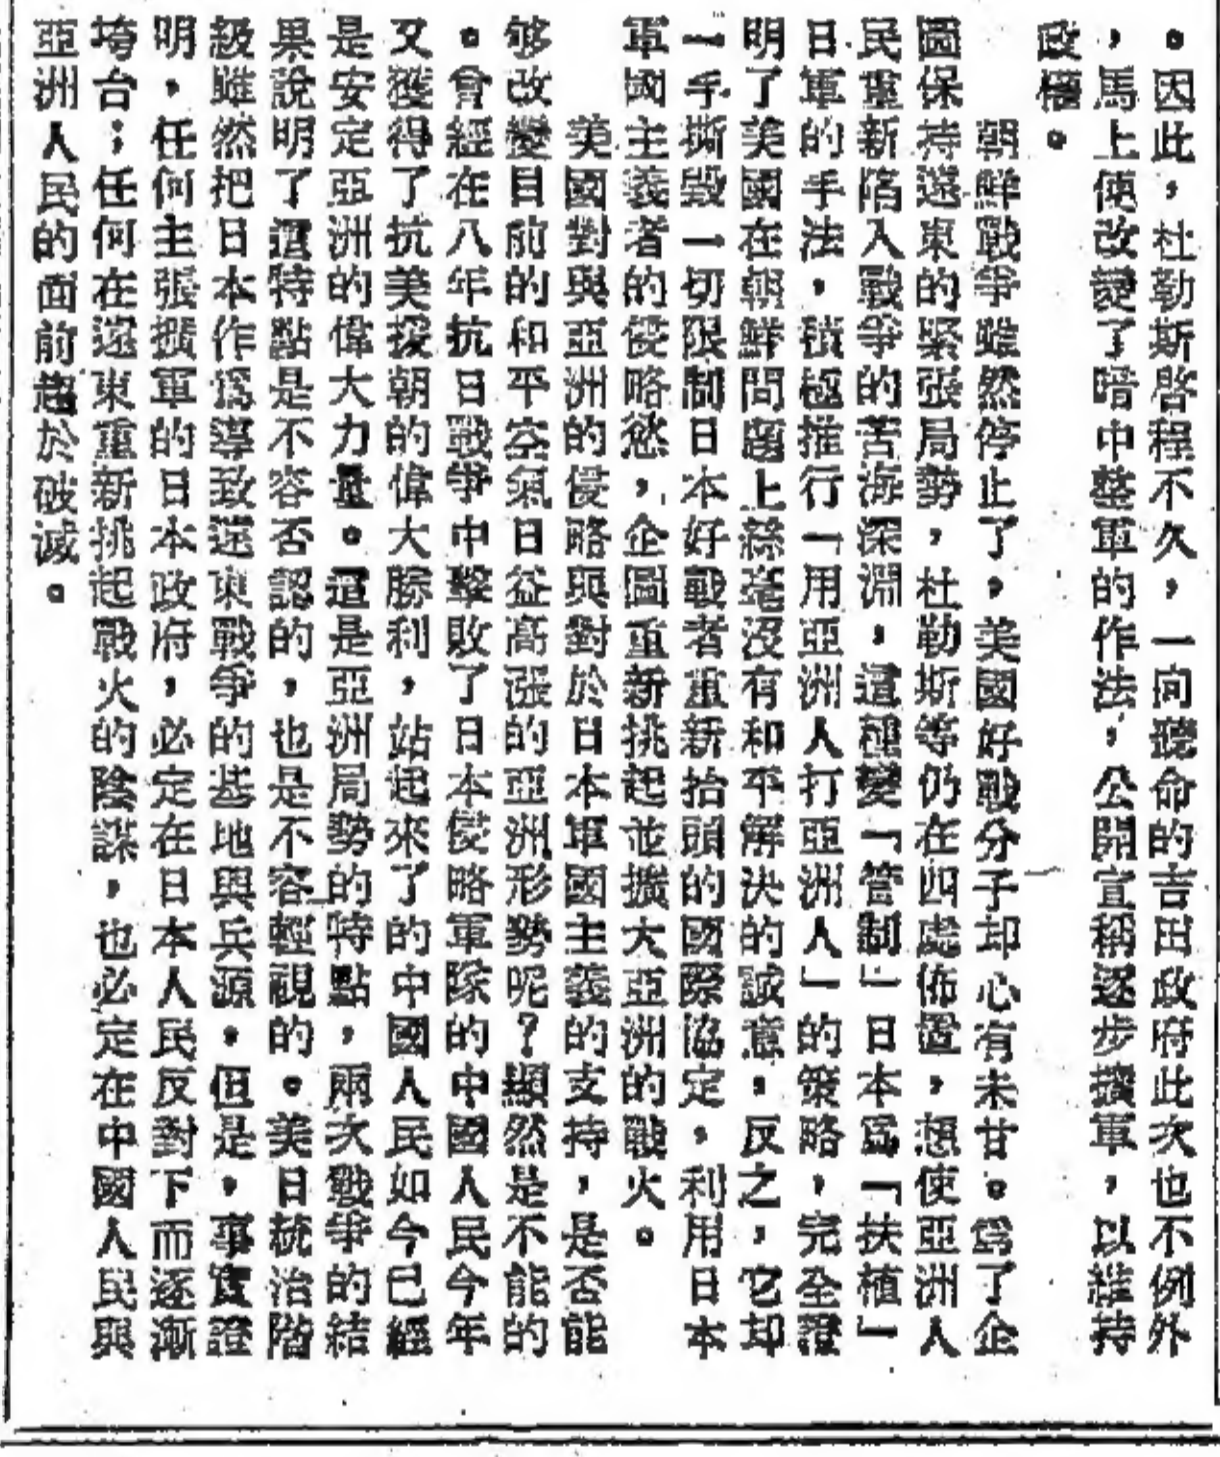 。因此，杜勒斯啓程不久，一向聽命的吉田政府此次也不例外
，馬上便改變了暗中整軍的作法，公開宣稱逐步擴軍，以維持
政權。
朝鮮戰爭雖然停止了，美國好戰分子却心有未甘。爲了企
圖保持遠東的緊張局勢，杜勒斯等仍在四處佈置，想使亞洲人
民重新陷入戰爭的苦海深淵，這種變「管制」日本爲「扶植」
日軍的手法，積極推行「用亞洲人打亞洲人」的策略，完全證
明了美國在朝鮮問題上絲毫沒有和平解決的誠意。反之，它却
一手撕毀一切限制日本好戰者重新抬頭的國際協定，利用日本
軍國主義者的侵略慾，企圖重新挑起並擴大亞洲的戰火。
美國對與亞洲的侵略與對於日本軍國主義的支持，是否能
够改變目前的和平空氣日益高漲的亞洲形勢呢？顯然是不能的
。會經在八年抗日戰爭中擊敗了日本侵略軍隊的中國人民今年
又獲得了抗美援朝的偉大勝利，站起來了的中國人民如今已經
是安定亞洲的偉大力量。這是亞洲局勢的特點，兩次戰爭的結
果說明了這特點是不容否認的，也是不容輕視的。美日統治階
級雖然把日本作爲導致遠東戰爭的基地與兵源。但是，事實證
明，任何主張擴軍的日本政府，必定在日本人民反對下而逐漸
垮台；任何在遠東重新挑起戰火的陰謀，也必定在中國人民與
亞洲人民的面前趨於破滅。